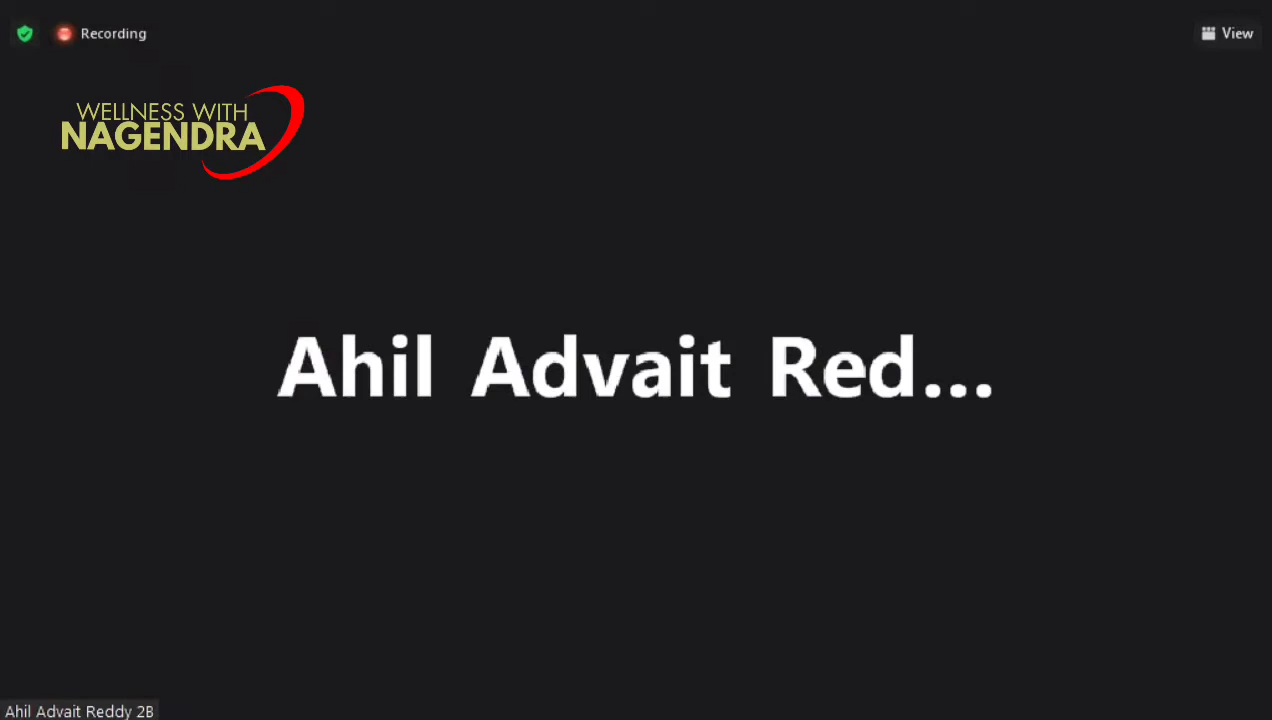 Recording
View
WELLNESS WITH
NAGENDRA
Ahil Advait Red...
Ahil Advait Reddy 2B